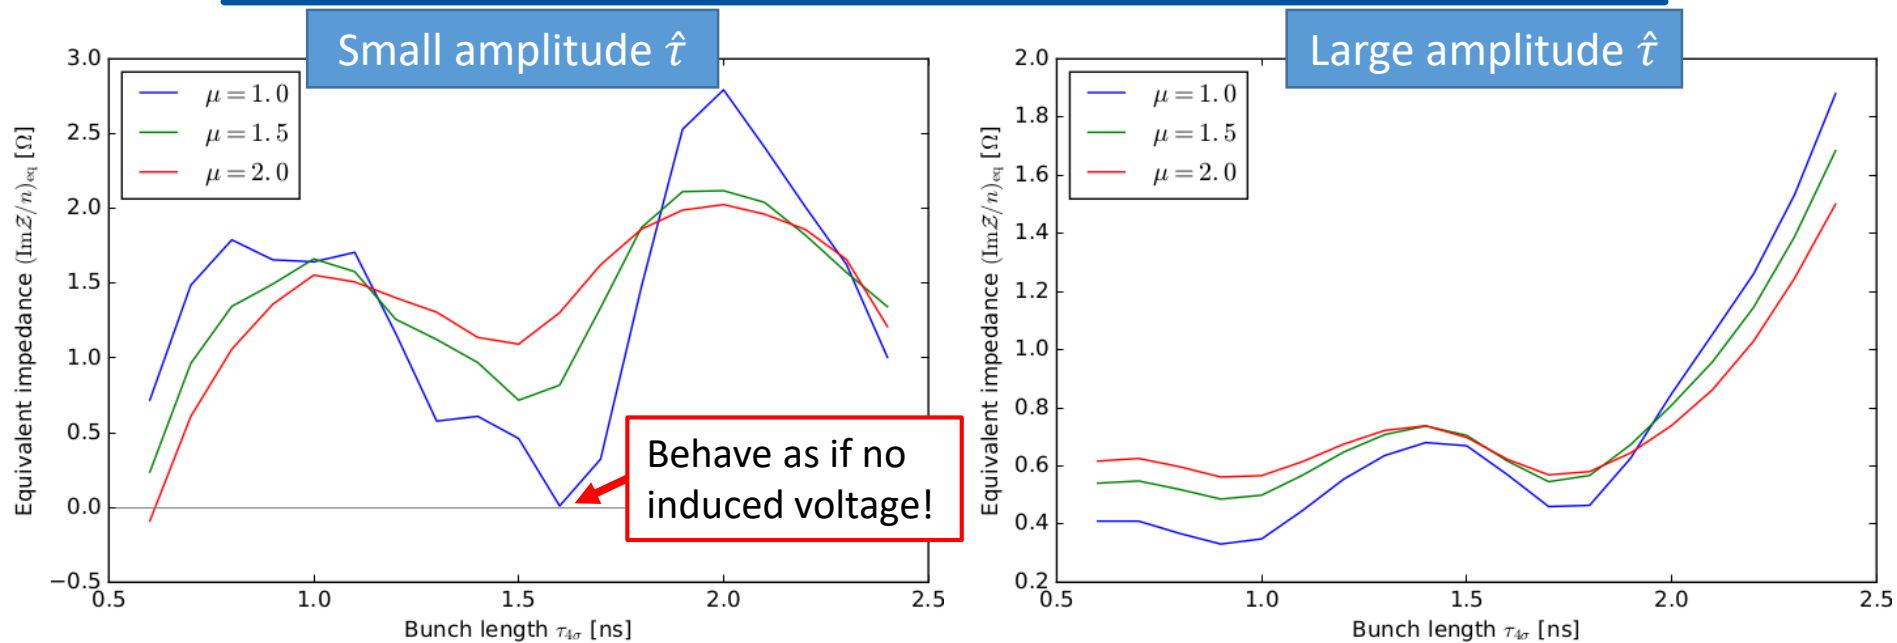 Small amplitude τ̂
Large amplitude τ̂
3.0
2.5
2.0
1.5
1.0
0.5
0.0
−0.5
0.5
1.0
1.5
2.0
2.5
Equivalent impedance (ImZ/n)eq [Ω]
Bunch length τ4σ [ns]
μ = 1.0
μ = 1.5
μ = 2.0
Behave as if no
induced voltage!
2.0
1.8
1.6
1.4
1.2
1.0
0.8
0.6
0.4
0.2
0.5
1.0
1.5
2.0
2.5
Equivalent impedance (ImZ/n)eq [Ω]
Bunch length τ4σ [ns]
μ = 1.0
μ = 1.5
μ = 2.0